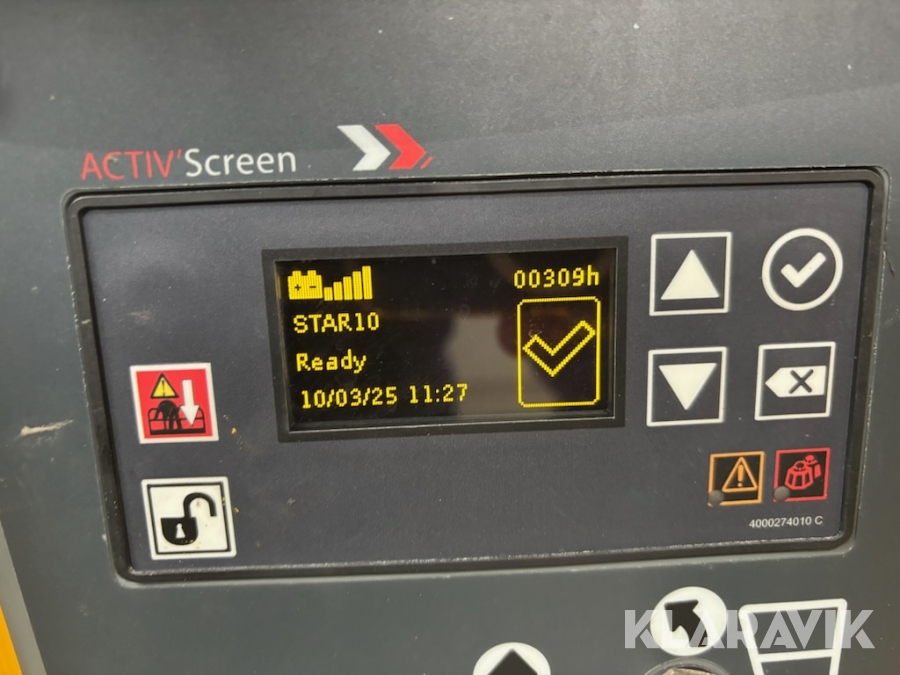 ACTIV'Screen
00309h
STAR10
Ready
10/03/25 11:27
4000274010 C
KLARAVIK